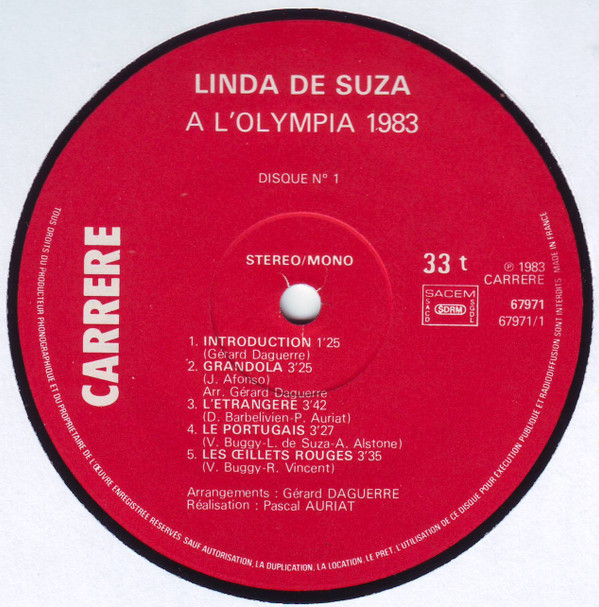 LINDA DE SUZA
A L'OLYMPIA 1983
DISQUE N° 1
CARRERE
STEREO/MONO
33 t
℗ 1983
CARRERE
SACEM
SACD
SDRM
SGDL
67971
67971/1
1. INTRODUCTION 1'25
(Gérard Daguerre)
2. GRANDOLA 3'25
(J. Afonso)
Arr. Gérard Daguerre
3. L'ETRANGERE 3'42
(D. Barbelivien-P. Auriat)
4. LE PORTUGAIS 3'27
(V. Buggy-L. de Suza-A. Alstone)
5. LES ŒILLETS ROUGES 3'35
(V. Buggy-R. Vincent)
Arrangements : Gérard DAGUERRE
Réalisation : Pascal AURIAT
TOUS DROITS DU PRODUCTEUR PHONOGRAPHIQUE ET DU PROPRIETAIRE DE L'ŒUVRE ENREGISTREE RESERVES SAUF AUTORISATION, LA DUPLICATION, LA LOCATION, LE PRET, L'UTILISATION DE CE DISQUE POUR EXECUTION PUBLIQUE ET RADIODIFFUSION SONT INTERDITS MADE IN FRANCE